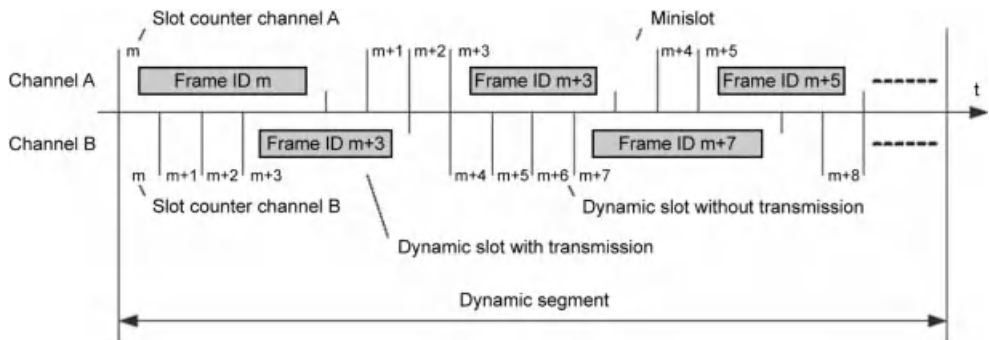 Slot counter channel A
Minislot
m m+1 m+2 m+3 m+4 m+5
Channel A
Frame ID m Frame ID m+3 Frame ID m+5
t
Channel B
Frame ID m+3 Frame ID m+7
m m+1 m+2 m+3 m+4 m+5 m+6 m+7 m+8
Slot counter channel B
Dynamic slot without transmission
Dynamic slot with transmission
Dynamic segment